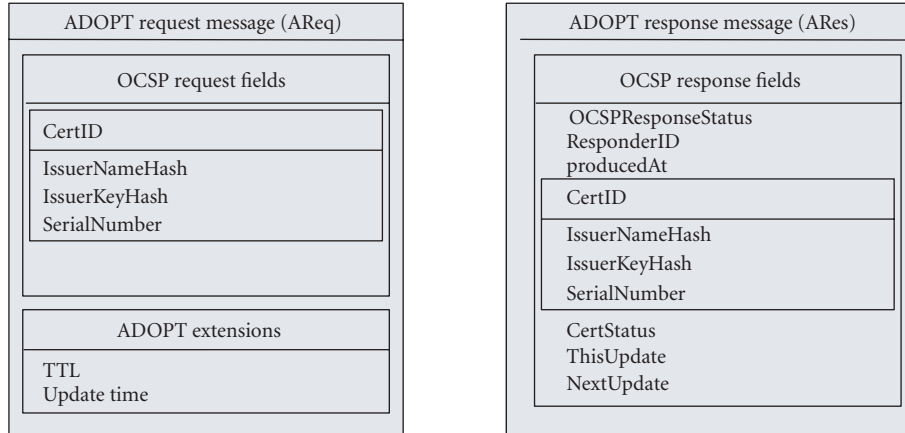 ADOPT request message (AReq)
OCSP request fields
CertID
IssuerNameHash
IssuerKeyHash
SerialNumber
ADOPT extensions
TTL
Update time
ADOPT response message (ARes)
OCSP response fields
OCSPResponseStatus
ResponderID
producedAt
CertID
IssuerNameHash
IssuerKeyHash
SerialNumber
CertStatus
ThisUpdate
NextUpdate